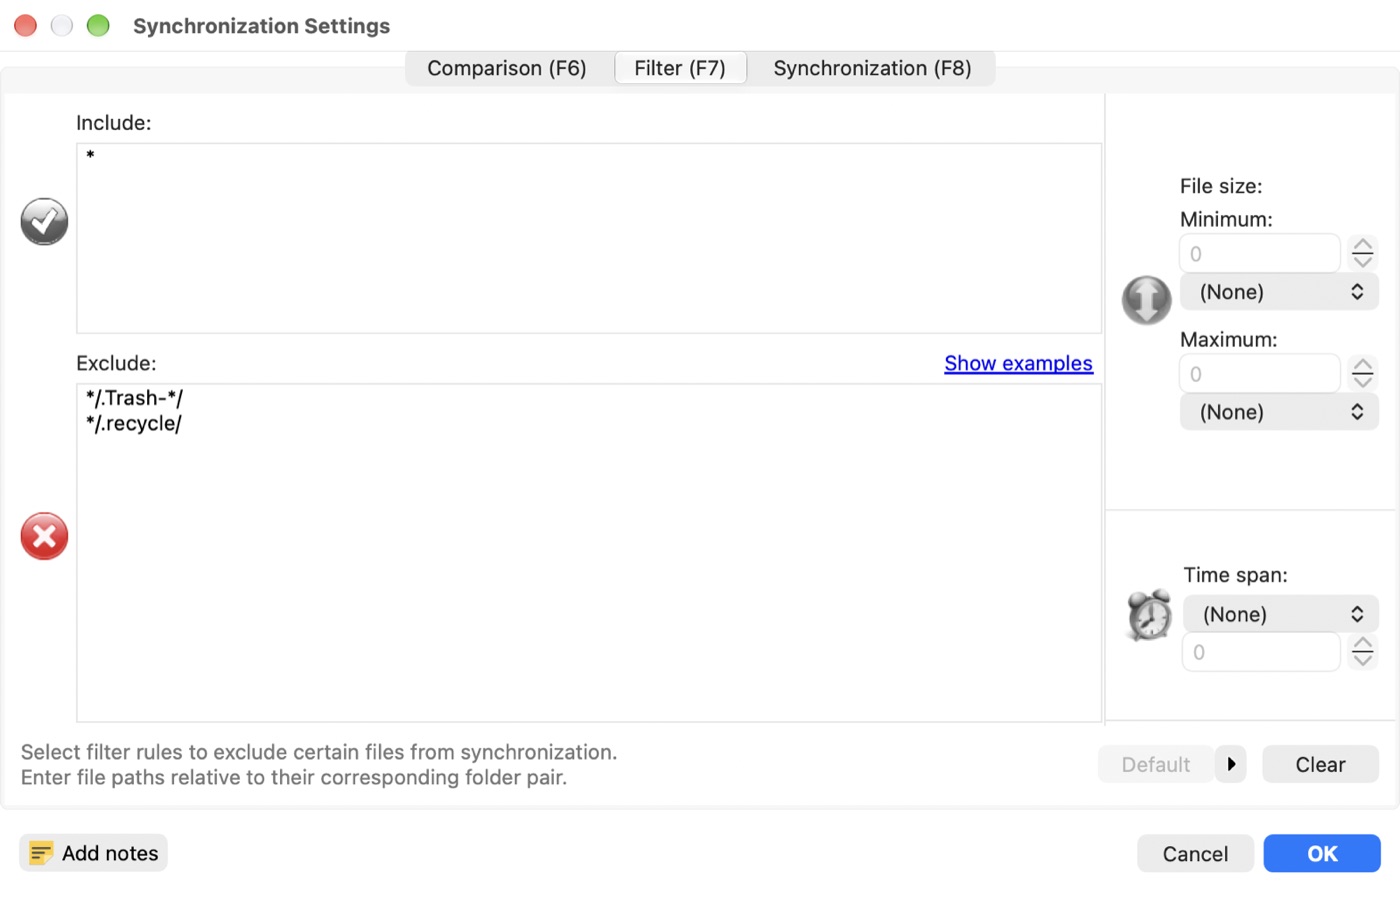 Synchronization Settings
Comparison (F6)
Filter (F7)
Synchronization (F8)
Include:
*
Exclude:
Show examples
*/.Trash-*/
*/.recycle/
File size:
Minimum:
0
(None)
Maximum:
0
(None)
Time span:
(None)
0
Select filter rules to exclude certain files from synchronization.
Enter file paths relative to their corresponding folder pair.
Default
Clear
Add notes
Cancel
OK